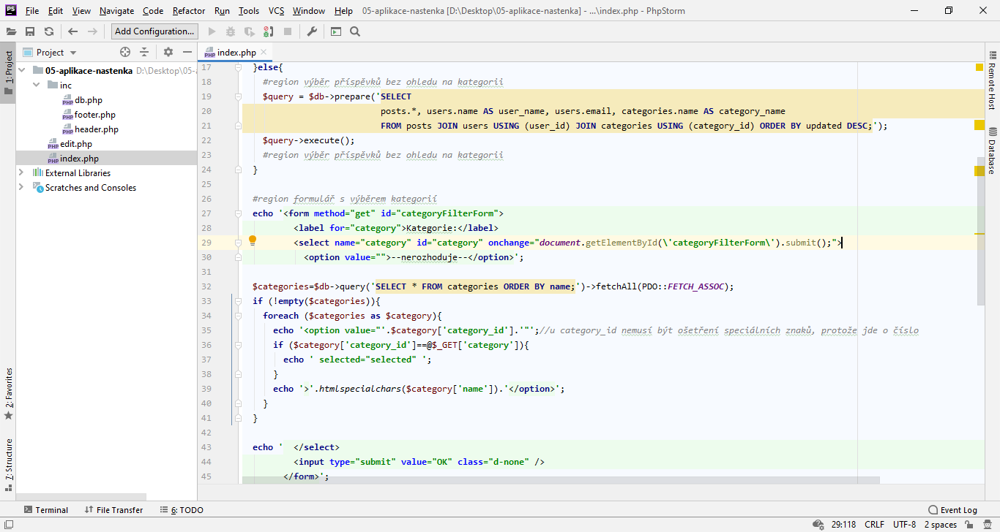 PS File Edit View Navigate Code Refactor Run Tools VCS Window Help 05-aplikace-nastenka [D:\Desktop\05-aplikace-nastenka] - ...\index.php - PhpStorm
Add Configuration...
Project
index.php
1: Project
2: Favorites
7: Structure
05-aplikace-nastenka D:\Desktop\05-
inc
PHP db.php
PHP footer.php
PHP header.php
PHP edit.php
PHP index.php
External Libraries
Scratches and Consoles
17 }else{
18 #region výběr příspěvků bez ohledu na kategorii
19 $query = $db->prepare('SELECT
20 posts.*, users.name AS user_name, users.email, categories.name AS category_name
21 FROM posts JOIN users USING (user_id) JOIN categories USING (category_id) ORDER BY updated DESC;');
22 $query->execute();
23 #region výběr příspěvků bez ohledu na kategorii
24 }
25
26 #region formulář s výběrem kategorií
27 echo '<form method="get" id="categoryFilterForm">
28 <label for="category">Kategorie:</label>
29 <select name="category" id="category" onchange="document.getElementById(\'categoryFilterForm\').submit();">
30 <option value="">--nerozhoduje--</option>';
31
32 $categories=$db->query('SELECT * FROM categories ORDER BY name;')->fetchAll(PDO::FETCH_ASSOC);
33 if (!empty($categories)){
34 foreach ($categories as $category){
35 echo '<option value="'.$category['category_id'].'"';//u category_id nemusí být ošetření speciálních znaků, protože jde o číslo
36 if ($category['category_id']==@$_GET['category']){
37 echo ' selected="selected" ';
38 }
39 echo '>'.htmlspecialchars($category['name']).'</option>';
40 }
41 }
42
43 echo ' </select>
44 <input type="submit" value="OK" class="d-none" />
45 </form>';
Remote Host
Database
Terminal File Transfer 6: TODO Event Log
29:118 CRLF UTF-8 2 spaces